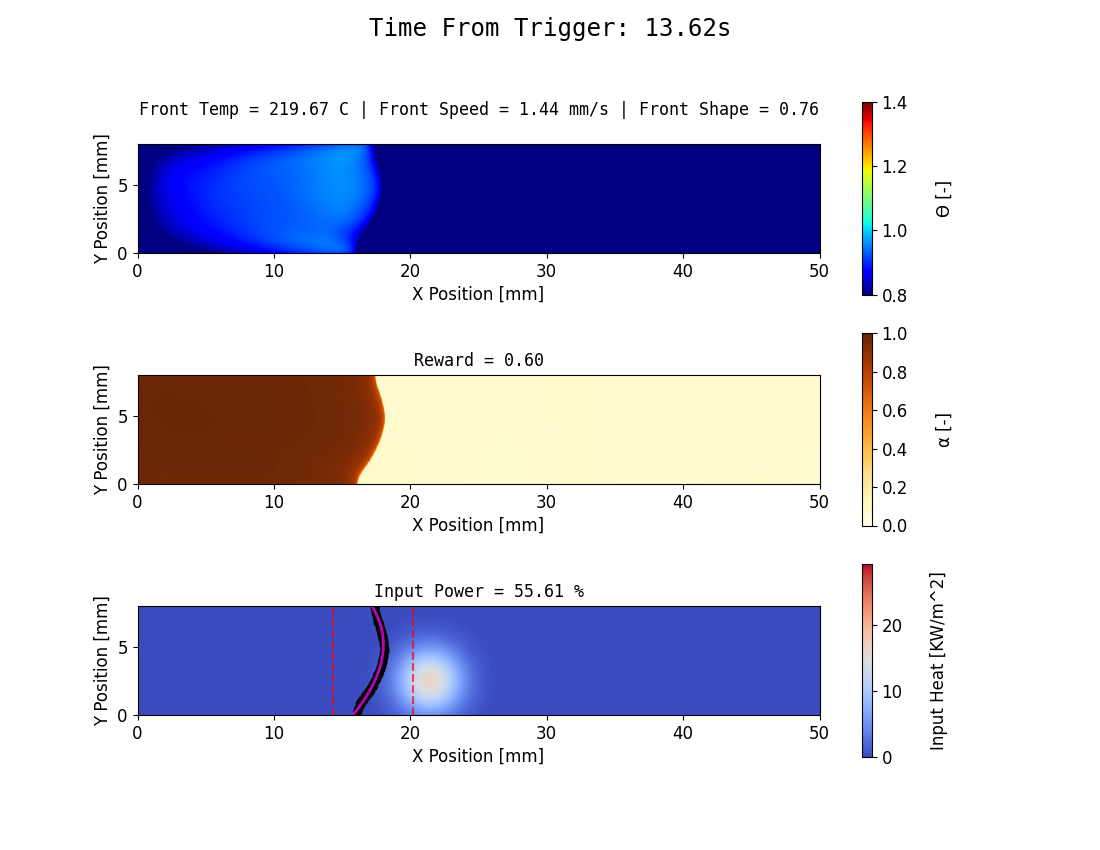 Time From Trigger: 13.62s
Front Temp = 219.67 C | Front Speed = 1.44 mm/s | Front Shape = 0.76
Y Position [mm]
5
0
0 10 20 30 40 50
X Position [mm]
1.4
1.2
1.0
0.8
Θ [-]
Reward = 0.60
Y Position [mm]
5
0
0 10 20 30 40 50
X Position [mm]
1.0
0.8
0.6
0.4
0.2
0.0
α [-]
Input Power = 55.61 %
Y Position [mm]
5
0
0 10 20 30 40 50
X Position [mm]
20
10
0
Input Heat [KW/m^2]